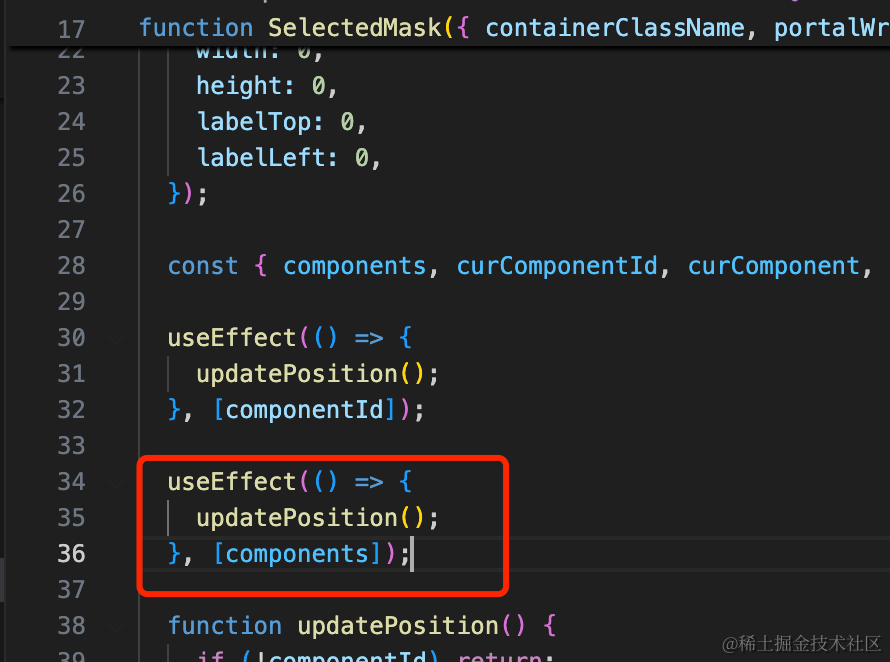 17 function SelectedMask({ containerClassName, portalWr
22 width: 0,
23 height: 0,
24 labelTop: 0,
25 labelLeft: 0,
26 });
27
28 const { components, curComponentId, curComponent,
29
30 useEffect(() => {
31 updatePosition();
32 }, [componentId]);
33
34 useEffect(() => {
35 updatePosition();
36 }, [components]);
37
38 function updatePosition() {
39 if (!componentId) return;
@稀土掘金技术社区